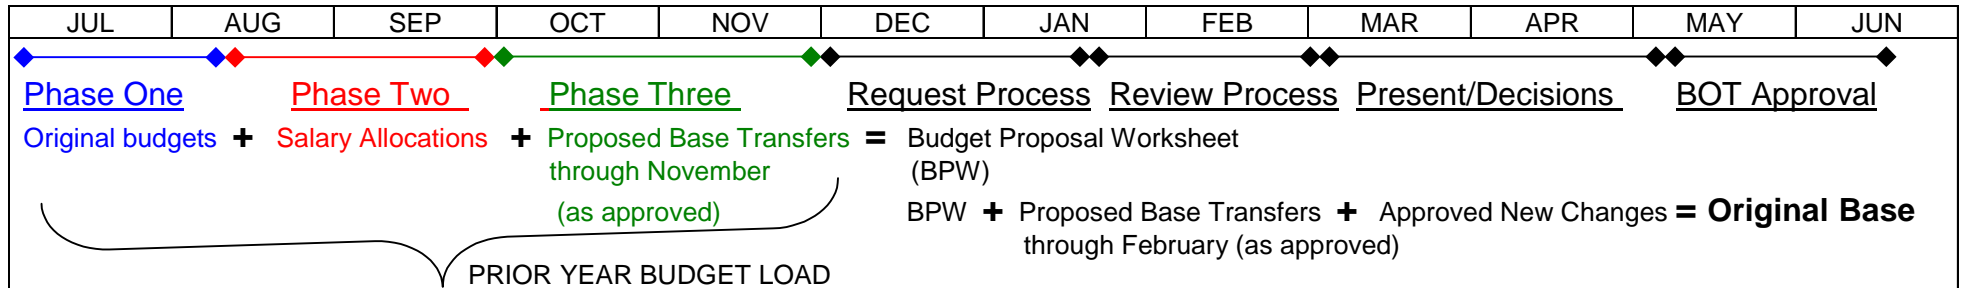 JUL AUG SEP OCT NOV DEC JAN FEB MAR APR MAY JUN
Phase One Phase Two Phase Three Request Process Review Process Present/Decisions BOT Approval
Original budgets + Salary Allocations + Proposed Base Transfers = Budget Proposal Worksheet
through November (BPW)
(as approved) BPW + Proposed Base Transfers + Approved New Changes = Original Base
through February (as approved)
PRIOR YEAR BUDGET LOAD